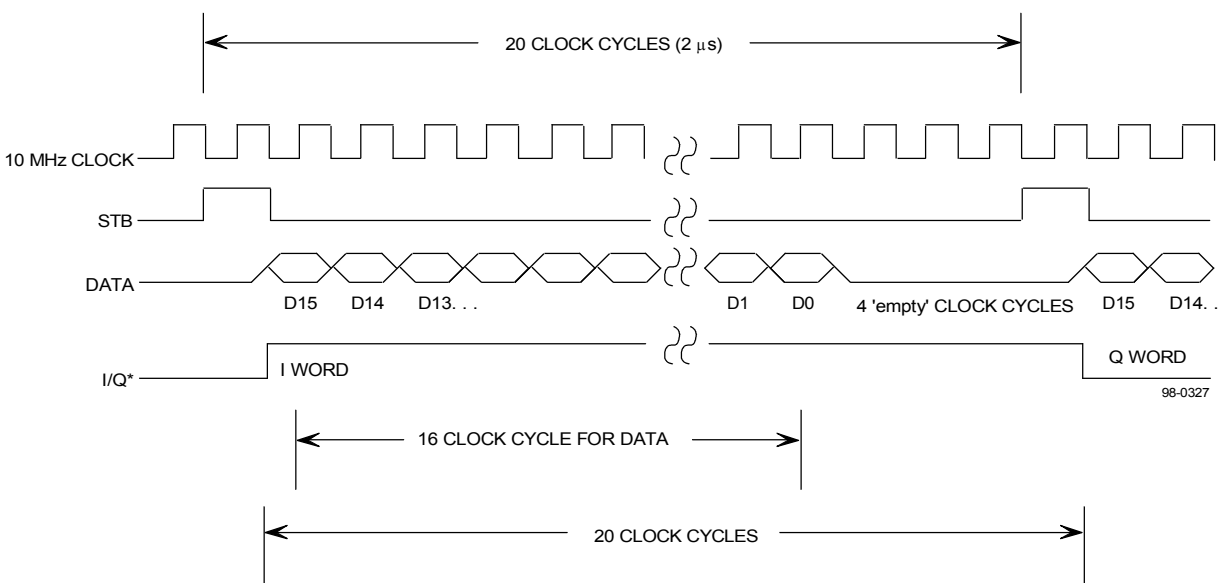 20 CLOCK CYCLES (2 μs)
10 MHz CLOCK
STB
DATA
D15 D14 D13. . . D1 D0 4 'empty' CLOCK CYCLES D15 D14. .
I WORD Q WORD
I/Q*
98-0327
16 CLOCK CYCLE FOR DATA
20 CLOCK CYCLES